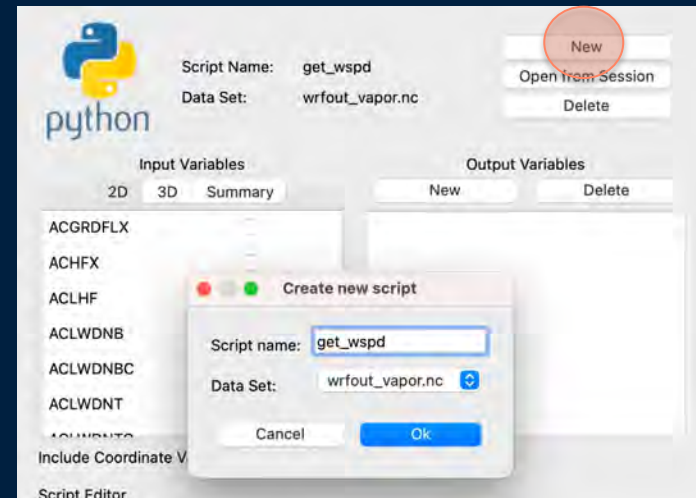 python
Script Name: get_wspd
Data Set: wrfout_vapor.nc
New
Open from Session
Delete
Input Variables
2D 3D Summary
Output Variables
New Delete
ACGRDFLX
ACHFX
ACLHF
ACLWDNB
ACLWDNBC
ACLWDNT
Create new script
Script name: get_wspd
Data Set: wrfout_vapor.nc
Cancel Ok
Include Coordinate V
Script Editor